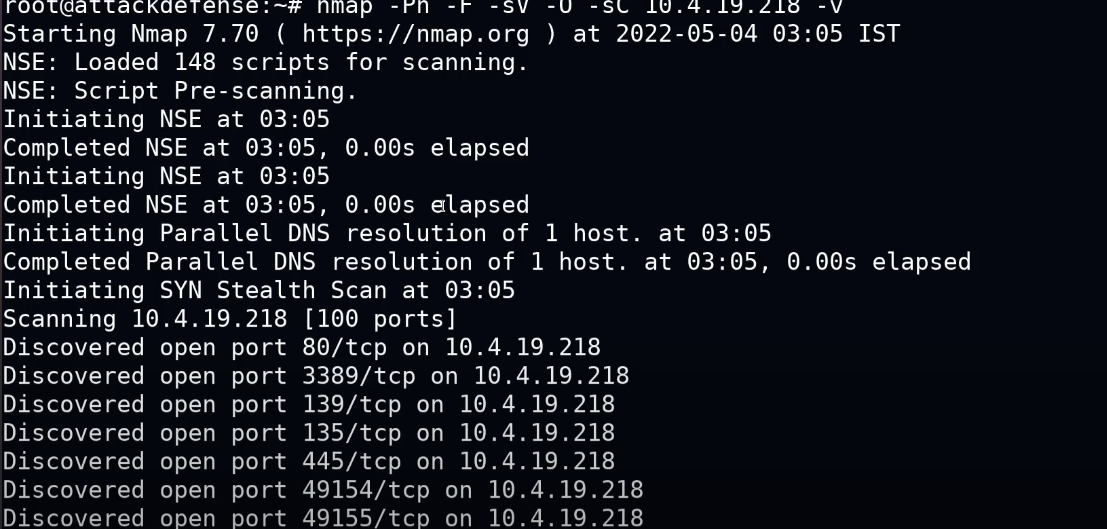 root@attackdefense:~# nmap -Pn -F -sV -O -sC 10.4.19.218 -v
Starting Nmap 7.70 ( https://nmap.org ) at 2022-05-04 03:05 IST
NSE: Loaded 148 scripts for scanning.
NSE: Script Pre-scanning.
Initiating NSE at 03:05
Completed NSE at 03:05, 0.00s elapsed
Initiating NSE at 03:05
Completed NSE at 03:05, 0.00s elapsed
Initiating Parallel DNS resolution of 1 host. at 03:05
Completed Parallel DNS resolution of 1 host. at 03:05, 0.00s elapsed
Initiating SYN Stealth Scan at 03:05
Scanning 10.4.19.218 [100 ports]
Discovered open port 80/tcp on 10.4.19.218
Discovered open port 3389/tcp on 10.4.19.218
Discovered open port 139/tcp on 10.4.19.218
Discovered open port 135/tcp on 10.4.19.218
Discovered open port 445/tcp on 10.4.19.218
Discovered open port 49154/tcp on 10.4.19.218
Discovered open port 49155/tcp on 10.4.19.218